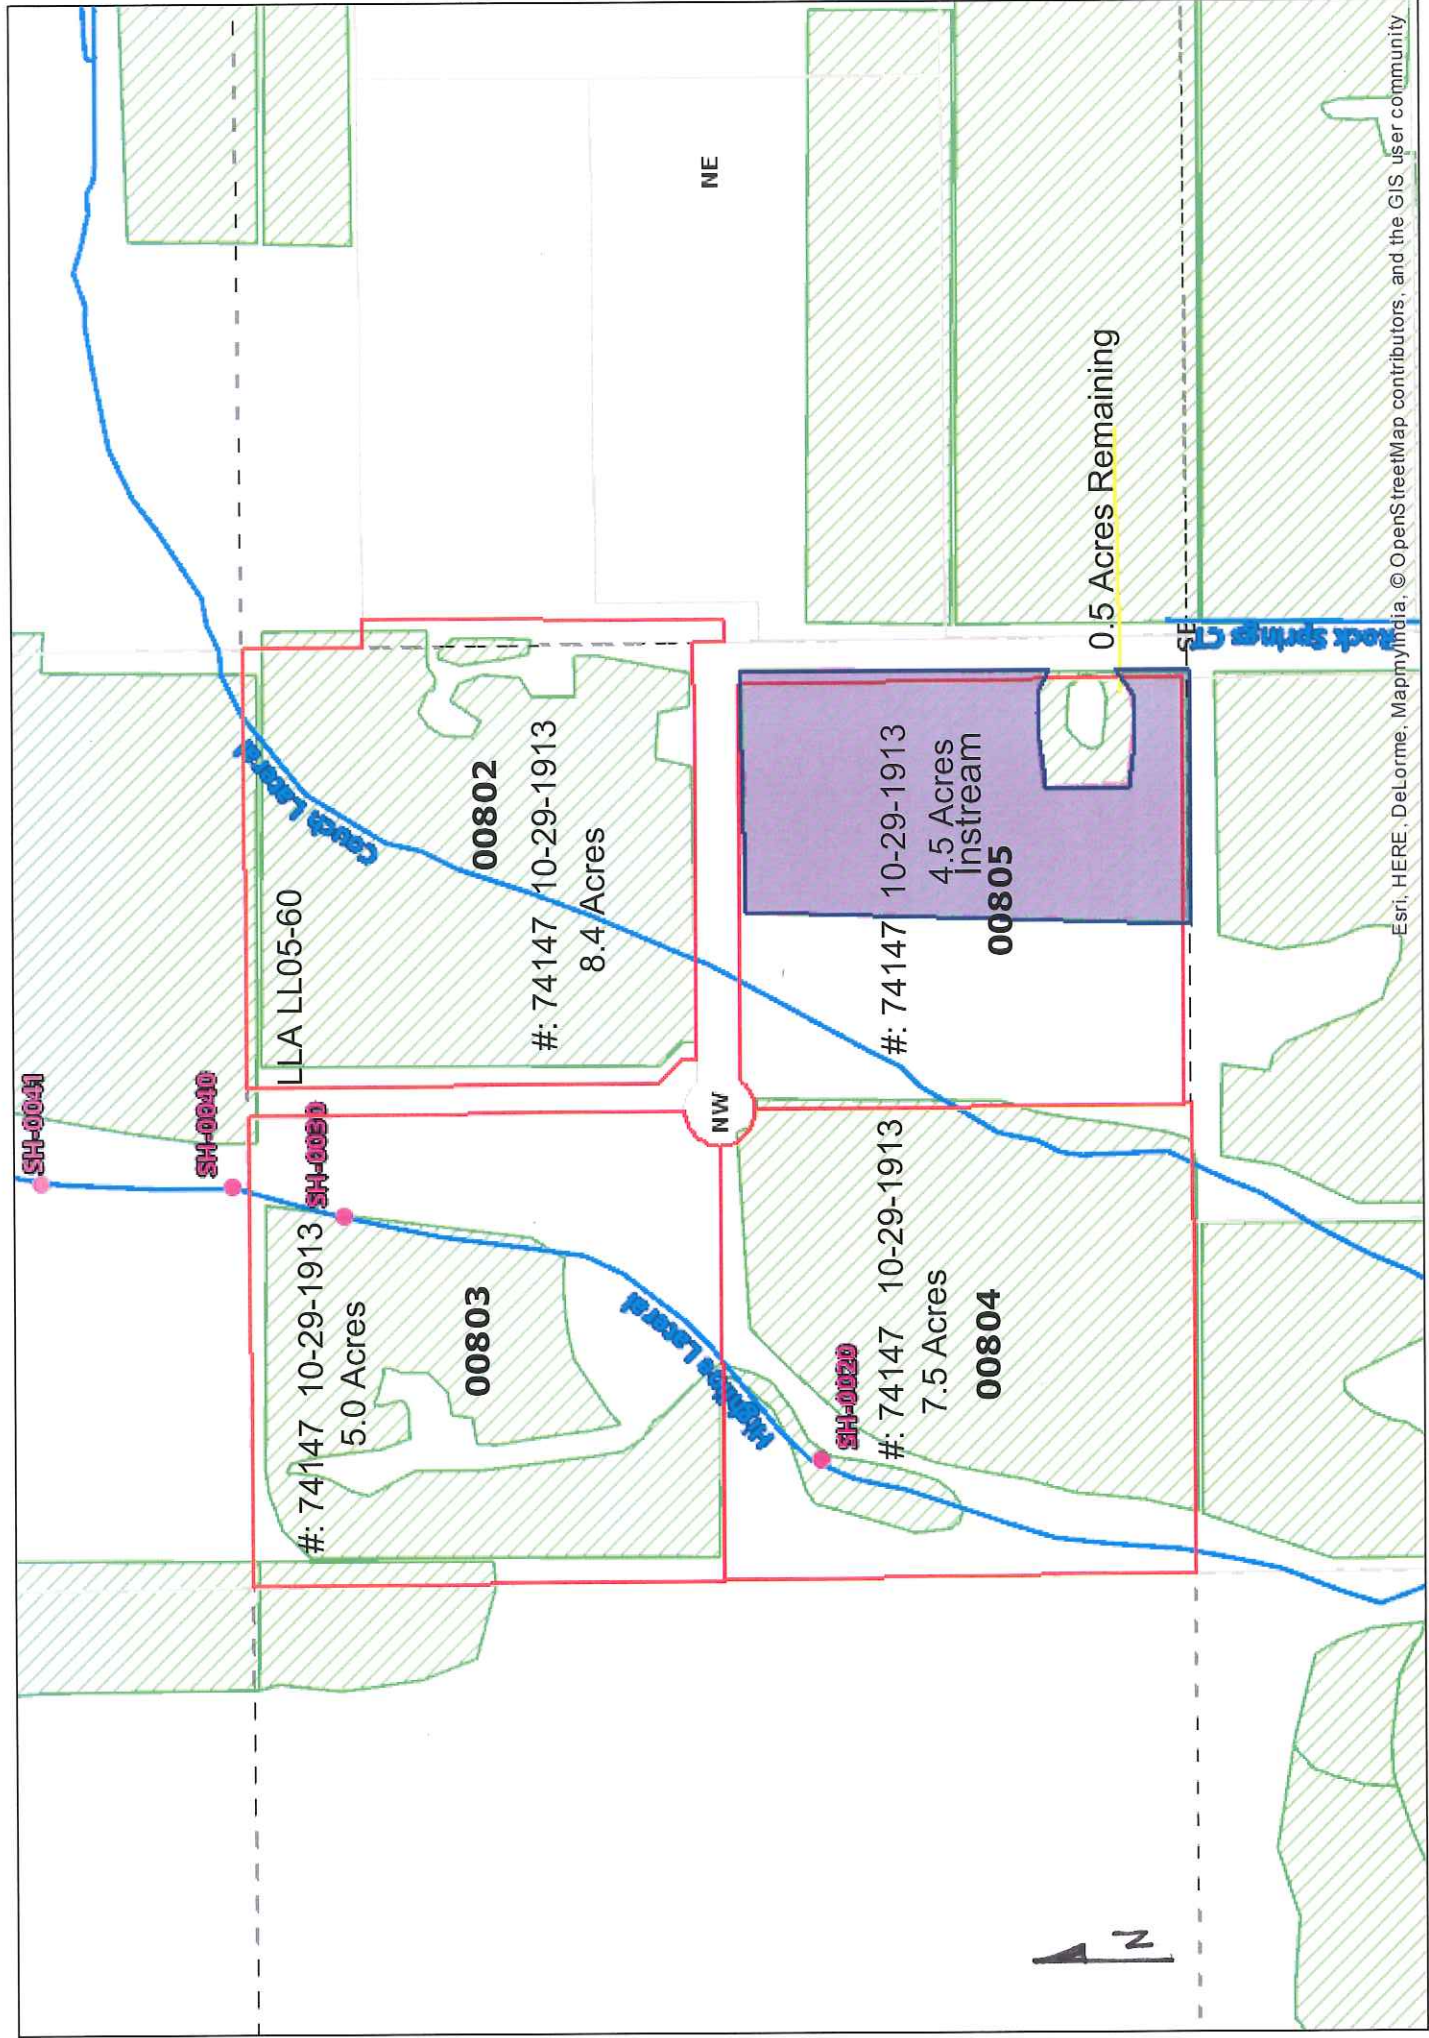 SH-0041
SH-0040
SH-0030
LLA LL05-60
Couch Lateral
NE
#: 74147 10-29-1913
5.0 Acres
00803
00802
#: 74147 10-29-1913
8.4 Acres
Hightline Lateral
NW
SH-0020
#: 74147 10-29-1913
7.5 Acres
00804
#: 74147 10-29-1913
4.5 Acres
Instream
00805
0.5 Acres Remaining
SE
Rock Springs CT
N
Esri, HERE, DeLorme, MapmyIndia, © OpenStreetMap contributors, and the GIS user community